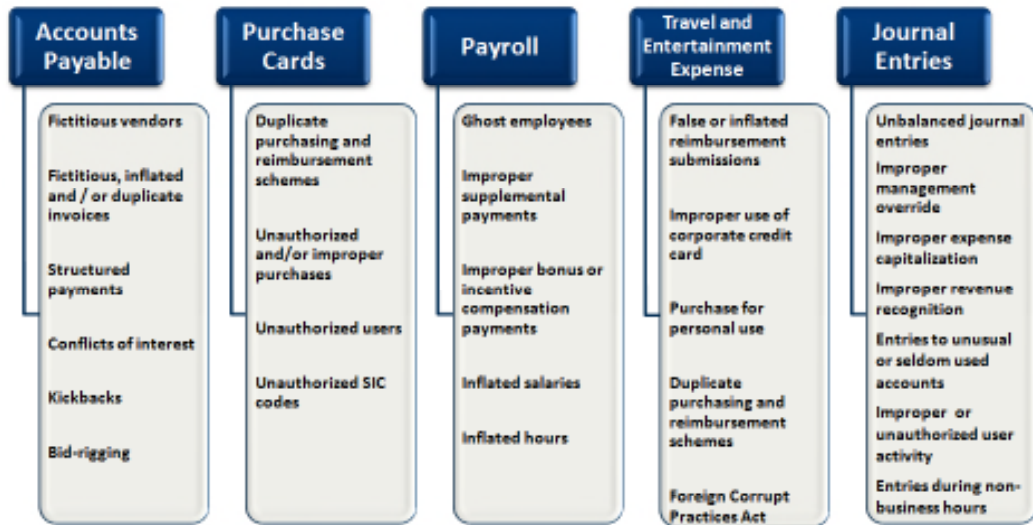 Accounts
Payable
Fictitious vendors
Fictitious, inflated
and / or duplicate
invoices
Structured
payments
Conflicts of interest
Kickbacks
Bid-rigging
Purchase
Cards
Duplicate
purchasing and
reimbursement
schemes
Unauthorized
and/or improper
purchases
Unauthorized users
Unauthorized SIC
codes
Payroll
Ghost employees
Improper
supplemental
payments
Improper bonus or
incentive
compensation
payments
Inflated salaries
Inflated hours
Travel and
Entertainment
Expense
False or inflated
reimbursement
submissions
Improper use of
corporate credit
card
Purchase for
personal use
Duplicate
purchasing and
reimbursement
schemes
Foreign Corrupt
Practices Act
Journal
Entries
Unbalanced journal
entries
Improper
management
override
Improper expense
capitalization
Improper revenue
recognition
Entries to unusual
or seldom used
accounts
Improper or
unauthorized user
activity
Entries during non-
business hours